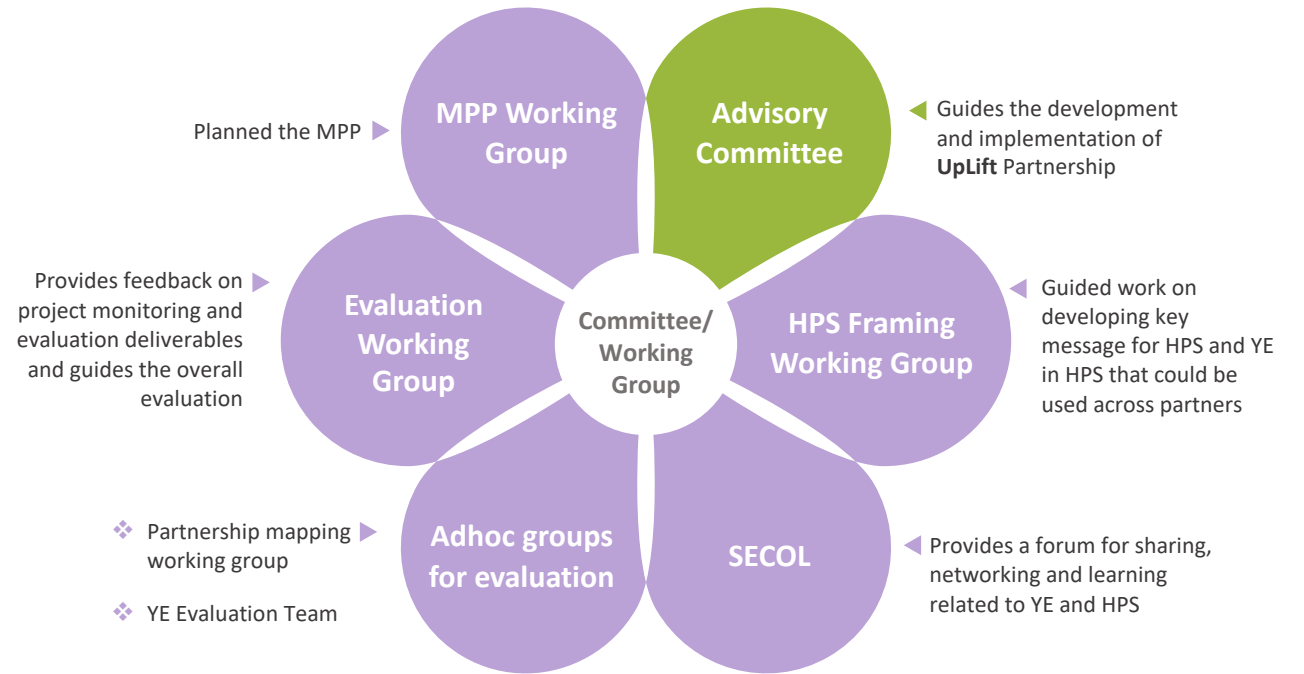 MPP Working
Group
Planned the MPP
Advisory
Committee
Guides the development
and implementation of
UpLift Partnership
Evaluation
Working
Group
Provides feedback on
project monitoring and
evaluation deliverables
and guides the overall
evaluation
Committee/
Working
Group
HPS Framing
Working Group
Guided work on
developing key
message for HPS and YE
in HPS that could be
used across partners
Adhoc groups
for evaluation
Partnership mapping
working group
YE Evaluation Team
SECOL
Provides a forum for sharing,
networking and learning
related to YE and HPS